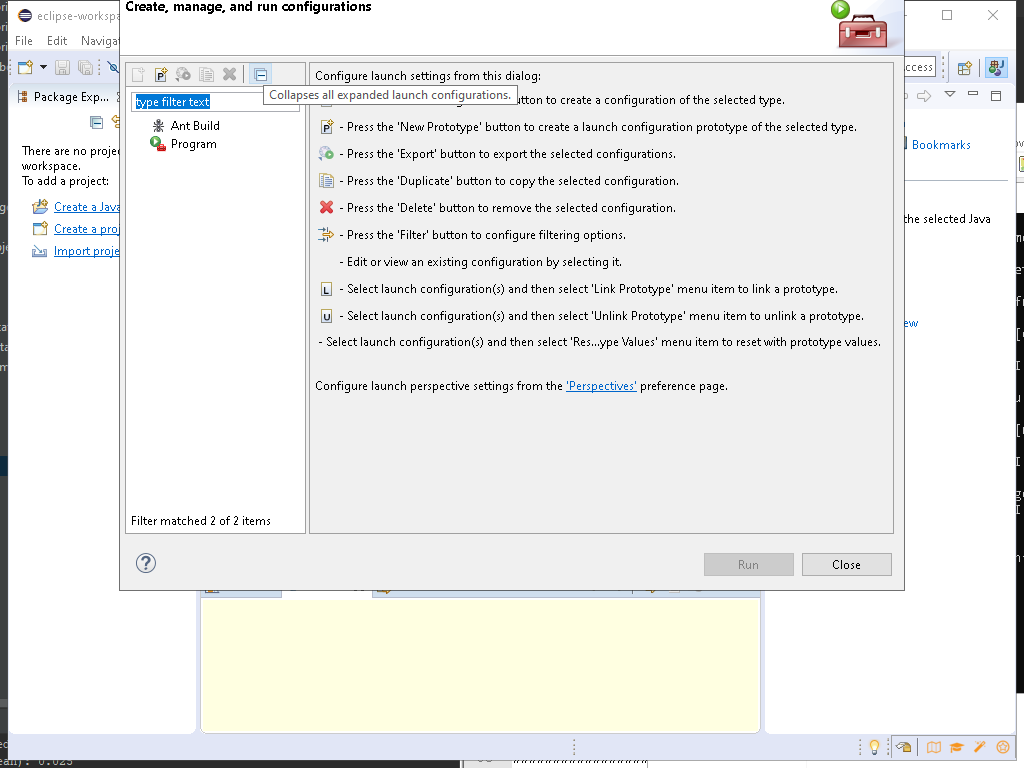 Create, manage, and run configurations
eclipse-workspa
File Edit Navigat
ccess
Configure launch settings from this dialog:
Package Exp...
type filter text
Collapses all expanded launch configurations.
utton to create a configuration of the selected type.
Ant Build
Program
- Press the 'New Prototype' button to create a launch configuration prototype of the selected type.
- Press the 'Export' button to export the selected configurations.
- Press the 'Duplicate' button to copy the selected configuration.
- Press the 'Delete' button to remove the selected configuration.
- Press the 'Filter' button to configure filtering options.
- Edit or view an existing configuration by selecting it.
L - Select launch configuration(s) and then select 'Link Prototype' menu item to link a prototype.
U - Select launch configuration(s) and then select 'Unlink Prototype' menu item to unlink a prototype.
- Select launch configuration(s) and then select 'Res...ype Values' menu item to reset with prototype values.
Configure launch perspective settings from the 'Perspectives' preference page.
There are no projec
workspace.
To add a project:
Create a Java
Create a proj
Import proje
Bookmarks
the selected Java
ew
Filter matched 2 of 2 items
?
Run
Close
ean): 0.025